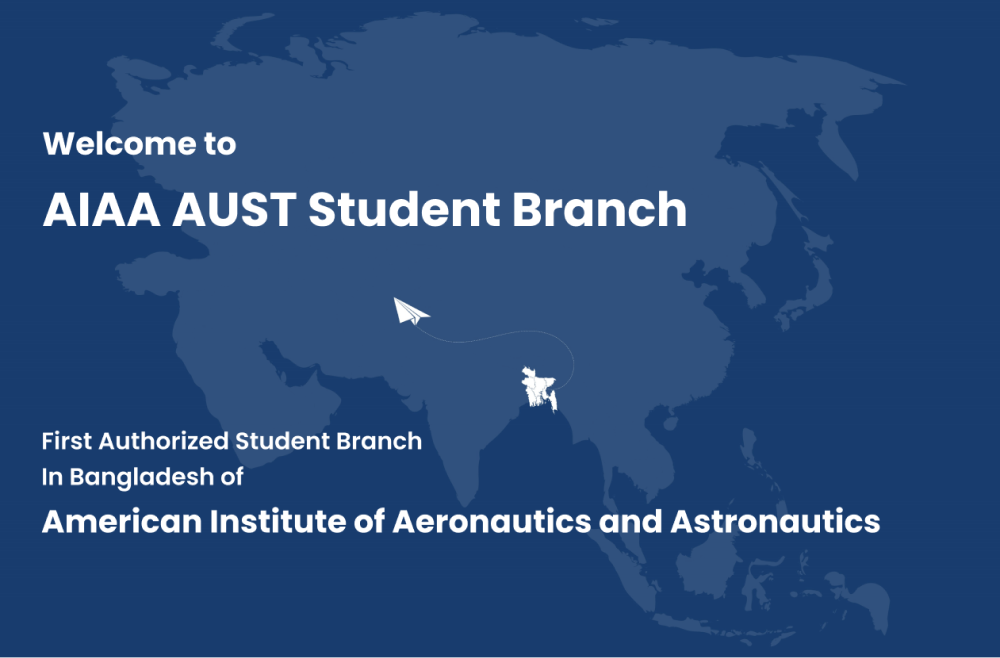 Welcome to
AIAA AUST Student Branch
First Authorized Student Branch
In Bangladesh of
American Institute of Aeronautics and Astronautics